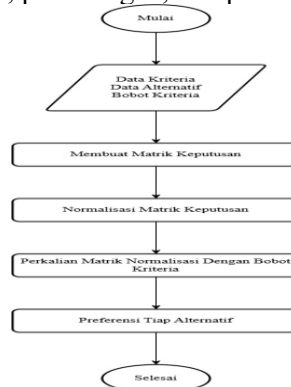 Mulai
Data Kriteria
Data Alternatif
Bobot Kriteria
Membuat Matrik Keputusan
Normalisasi Matrik Keputusan
Perkalian Matrik Normalisasi Dengan Bobot
Kriteria
Preferensi Tiap Alternatif
Selesai